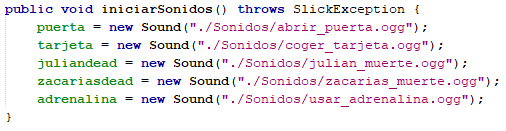 public void iniciarSonidos() throws SlickException {
puerta = new Sound("./Sonidos/abrir_puerta.ogg");
tarjeta = new Sound("./Sonidos/coger_tarjeta.ogg");
juliandead = new Sound("./Sonidos/julian_muerte.ogg");
zacariasdead = new Sound("./Sonidos/zacarias_muerte.ogg");
adrenalina = new Sound("./Sonidos/usar_adrenalina.ogg");
}